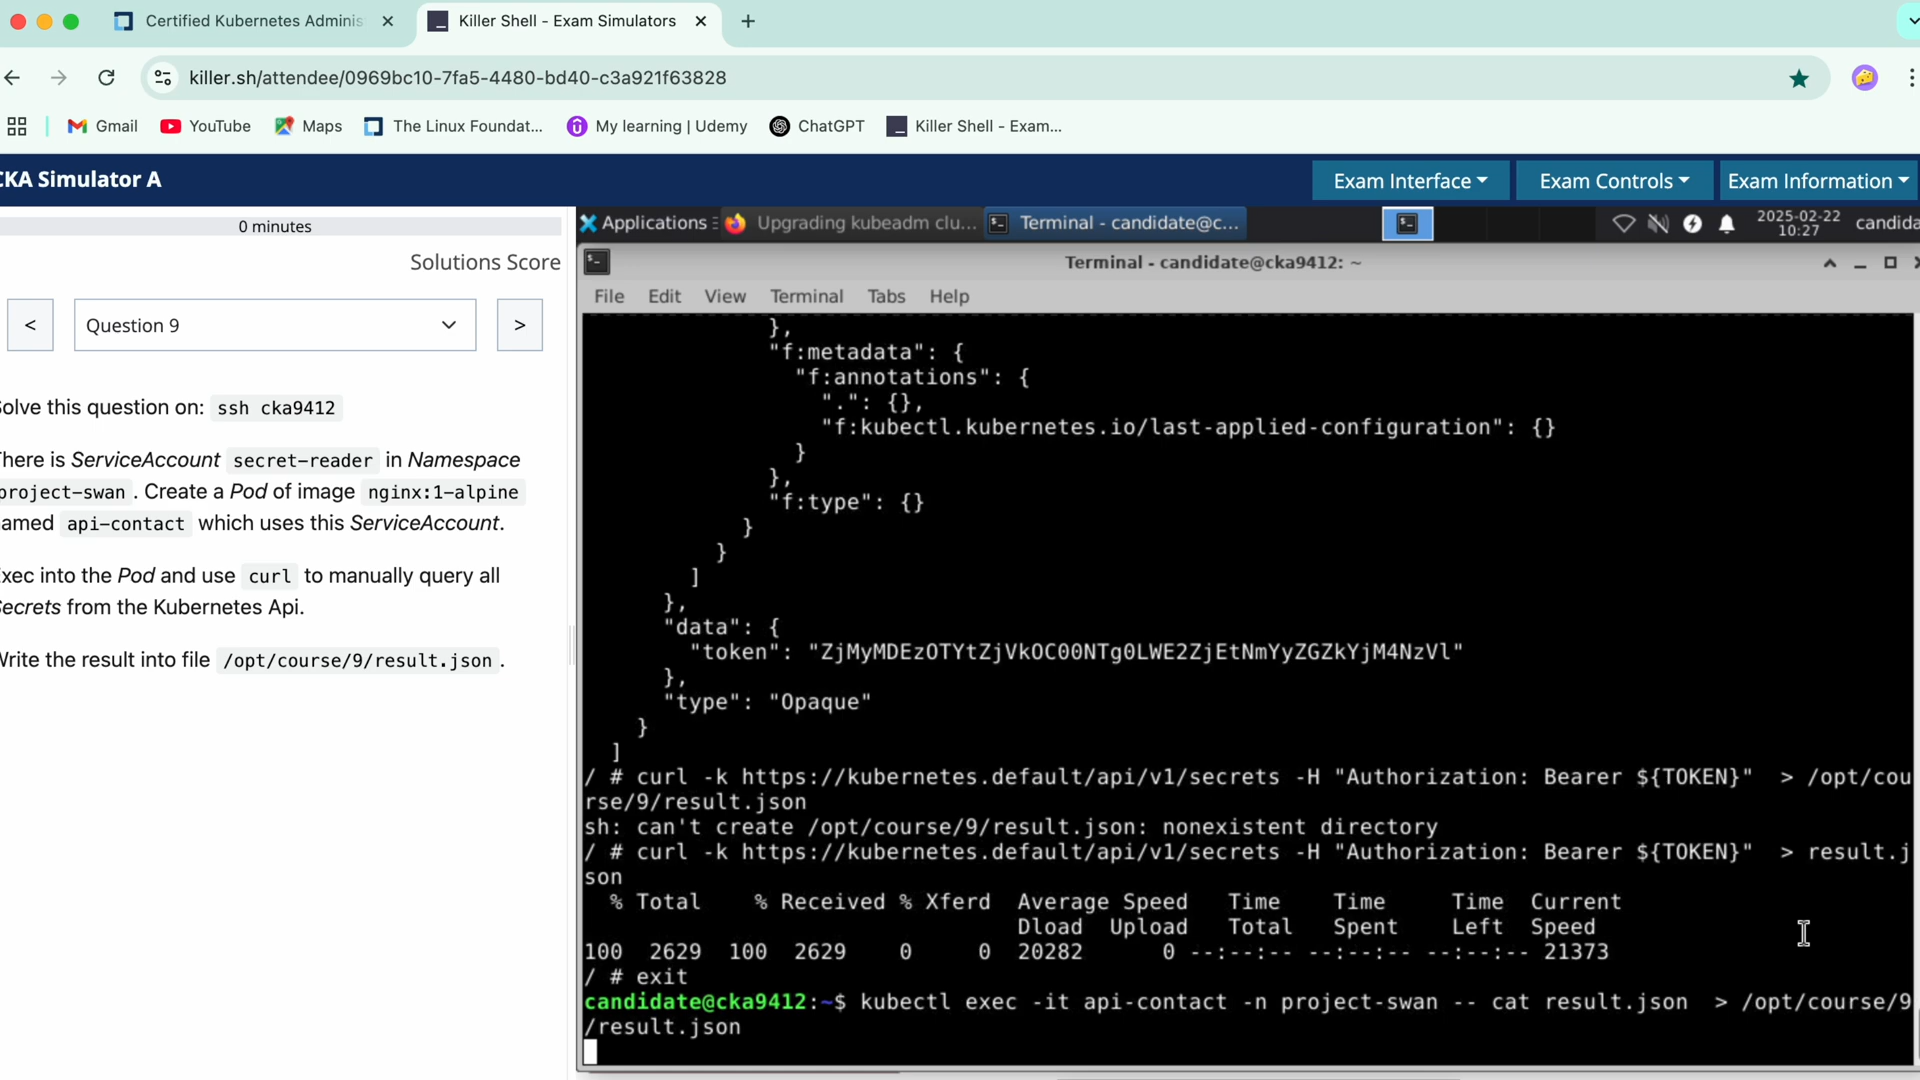 Certified Kubernetes Adminis
Killer Shell - Exam Simulators
killer.sh/attendee/0969bc10-7fa5-4480-bd40-c3a921f63828
Gmail YouTube Maps The Linux Foundat... My learning | Udemy ChatGPT Killer Shell - Exam...
CKA Simulator A
Exam Interface Exam Controls Exam Information
0 minutes
Solutions Score
< Question 9 >
Solve this question on: ssh cka9412
There is ServiceAccount secret-reader in Namespace
project-swan . Create a Pod of image nginx:1-alpine
named api-contact which uses this ServiceAccount.
Exec into the Pod and use curl to manually query all
Secrets from the Kubernetes Api.
Write the result into file /opt/course/9/result.json .
Applications Upgrading kubeadm clu... Terminal - candidate@c... 2025-02-22
10:27 candida
Terminal - candidate@cka9412: ~
File Edit View Terminal Tabs Help
},
"f:metadata": {
"f:annotations": {
".": {},
"f:kubectl.kubernetes.io/last-applied-configuration": {}
}
},
"f:type": {}
}
}
]
},
"data": {
"token": "ZjMyMDEzOTYtZjVkOC00NTg0LWE2ZjEtNmYyZGZkYjM4NzVl"
},
"type": "Opaque"
}
]
/ # curl -k https://kubernetes.default/api/v1/secrets -H "Authorization: Bearer ${TOKEN}"  > /opt/cou
rse/9/result.json
sh: can't create /opt/course/9/result.json: nonexistent directory
/ # curl -k https://kubernetes.default/api/v1/secrets -H "Authorization: Bearer ${TOKEN}"  > result.j
son
% Total    % Received % Xferd  Average Speed   Time    Time     Time  Current
Dload  Upload   Total   Spent    Left  Speed
100  2629  100  2629    0     0  20282      0 --:--:-- --:--:-- --:--:-- 21373
/ # exit
candidate@cka9412:~$ kubectl exec -it api-contact -n project-swan -- cat result.json  > /opt/course/9
/result.json